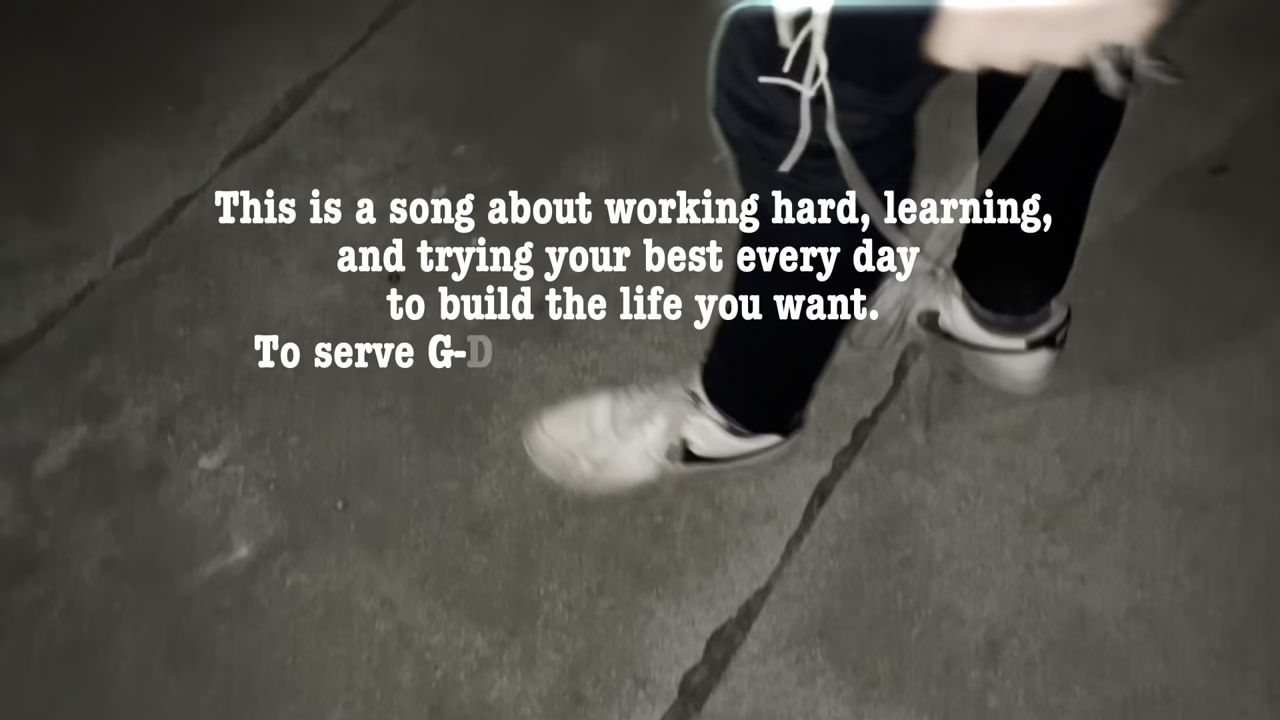 This is a song about working hard, learning,
and trying your best every day
to build the life you want.
To serve G-D